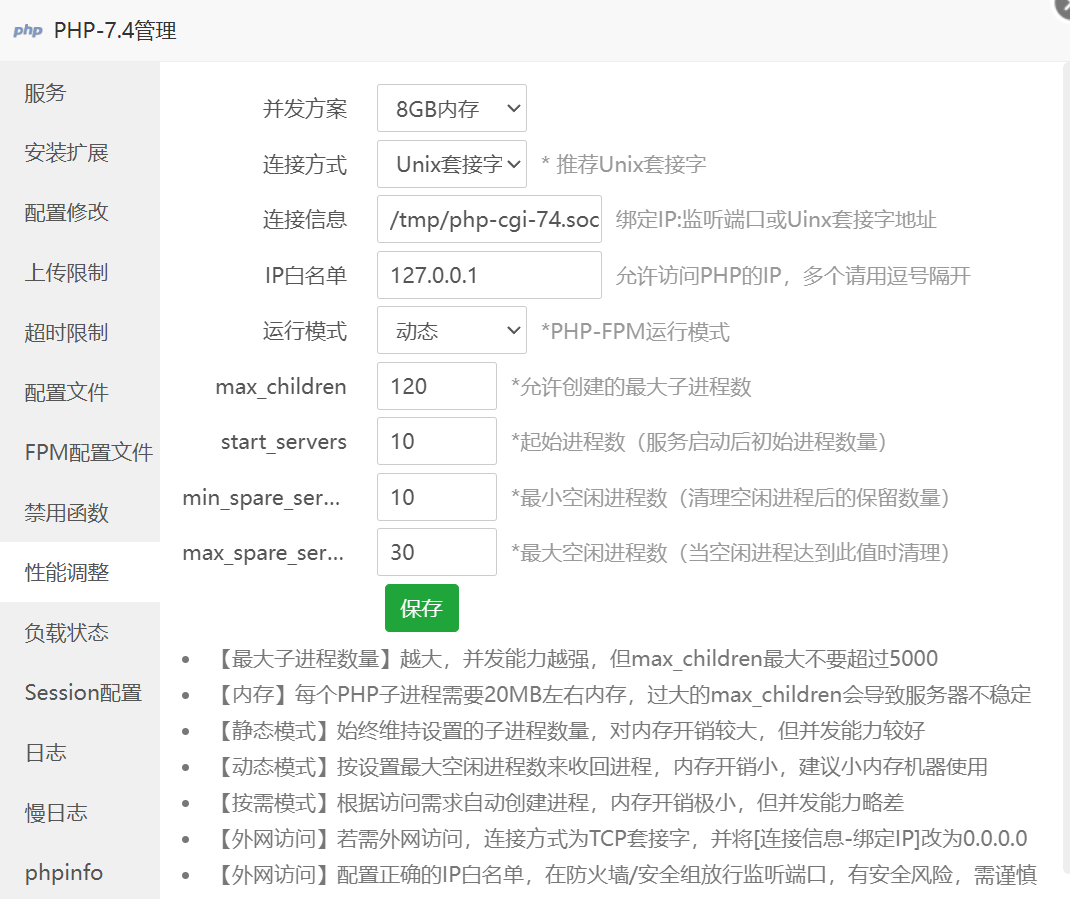 php PHP-7.4管理
服务
安装扩展
配置修改
上传限制
超时限制
配置文件
FPM配置文件
禁用函数
性能调整
负载状态
Session配置
日志
慢日志
phpinfo
并发方案 8GB内存
连接方式 Unix套接字 * 推荐Unix套接字
连接信息 /tmp/php-cgi-74.soc 绑定IP:监听端口或Uinx套接字地址
IP白名单 127.0.0.1 允许访问PHP的IP，多个请用逗号隔开
运行模式 动态 *PHP-FPM运行模式
max_children 120 *允许创建的最大子进程数
start_servers 10 *起始进程数（服务启动后初始进程数量）
min_spare_ser... 10 *最小空闲进程数（清理空闲进程后的保留数量）
max_spare_ser... 30 *最大空闲进程数（当空闲进程达到此值时清理）
保存
• 【最大子进程数量】越大，并发能力越强，但max_children最大不要超过5000
• 【内存】每个PHP子进程需要20MB左右内存，过大的max_children会导致服务器不稳定
• 【静态模式】始终维持设置的子进程数量，对内存开销较大，但并发能力较好
• 【动态模式】按设置最大空闲进程数来收回进程，内存开销小，建议小内存机器使用
• 【按需模式】根据访问需求自动创建进程，内存开销极小，但并发能力略差
• 【外网访问】若需外网访问，连接方式为TCP套接字，并将[连接信息-绑定IP]改为0.0.0.0
• 【外网访问】配置正确的IP白名单，在防火墙/安全组放行监听端口，有安全风险，需谨慎